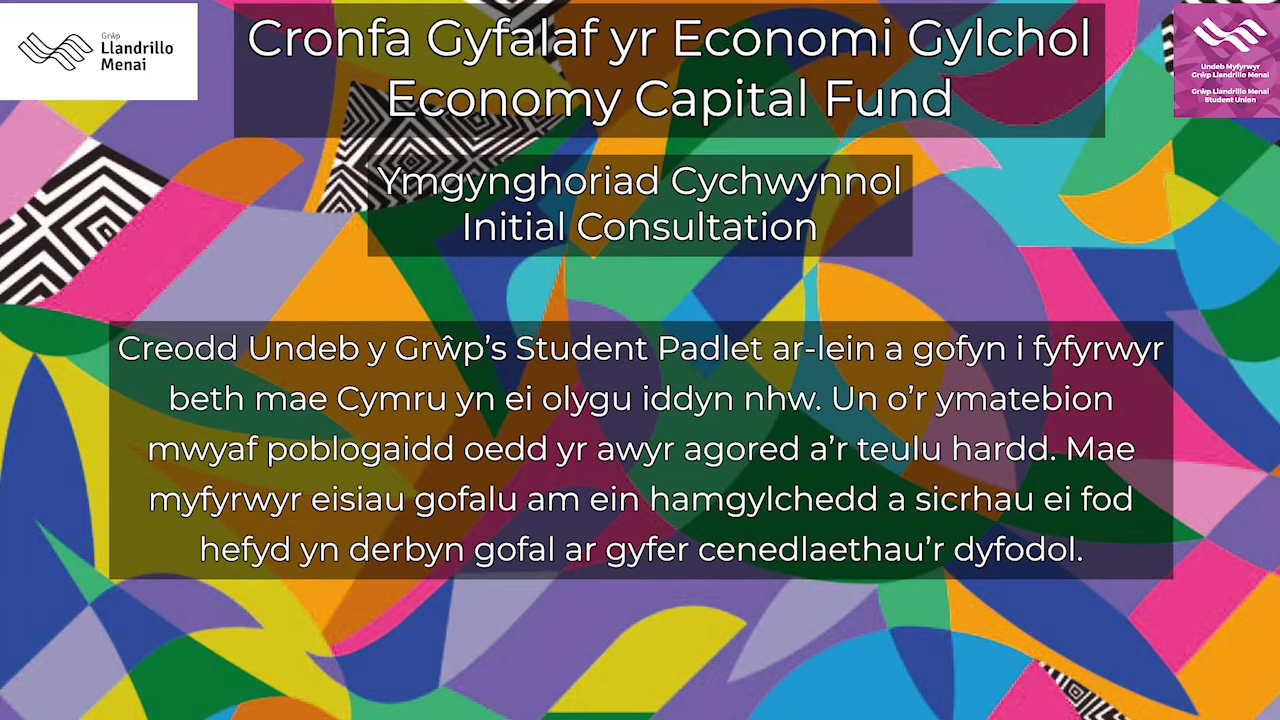 Grŵp
Llandrillo
Menai
Cronfa Gyfalaf yr Economi Gylchol
Economy Capital Fund
Undeb Myfyrwyr
Grŵp Llandrillo Menai
Grŵp Llandrillo Menai
Student Union
Ymgynghoriad Cychwynnol
Initial Consultation
Creodd Undeb y Grŵp’s Student Padlet ar-lein a gofyn i fyfyrwyr
beth mae Cymru yn ei olygu iddyn nhw. Un o’r ymatebion
mwyaf poblogaidd oedd yr awyr agored a’r teulu hardd. Mae
myfyrwyr eisiau gofalu am ein hamgylchedd a sicrhau ei fod
hefyd yn derbyn gofal ar gyfer cenedlaethau’r dyfodol.